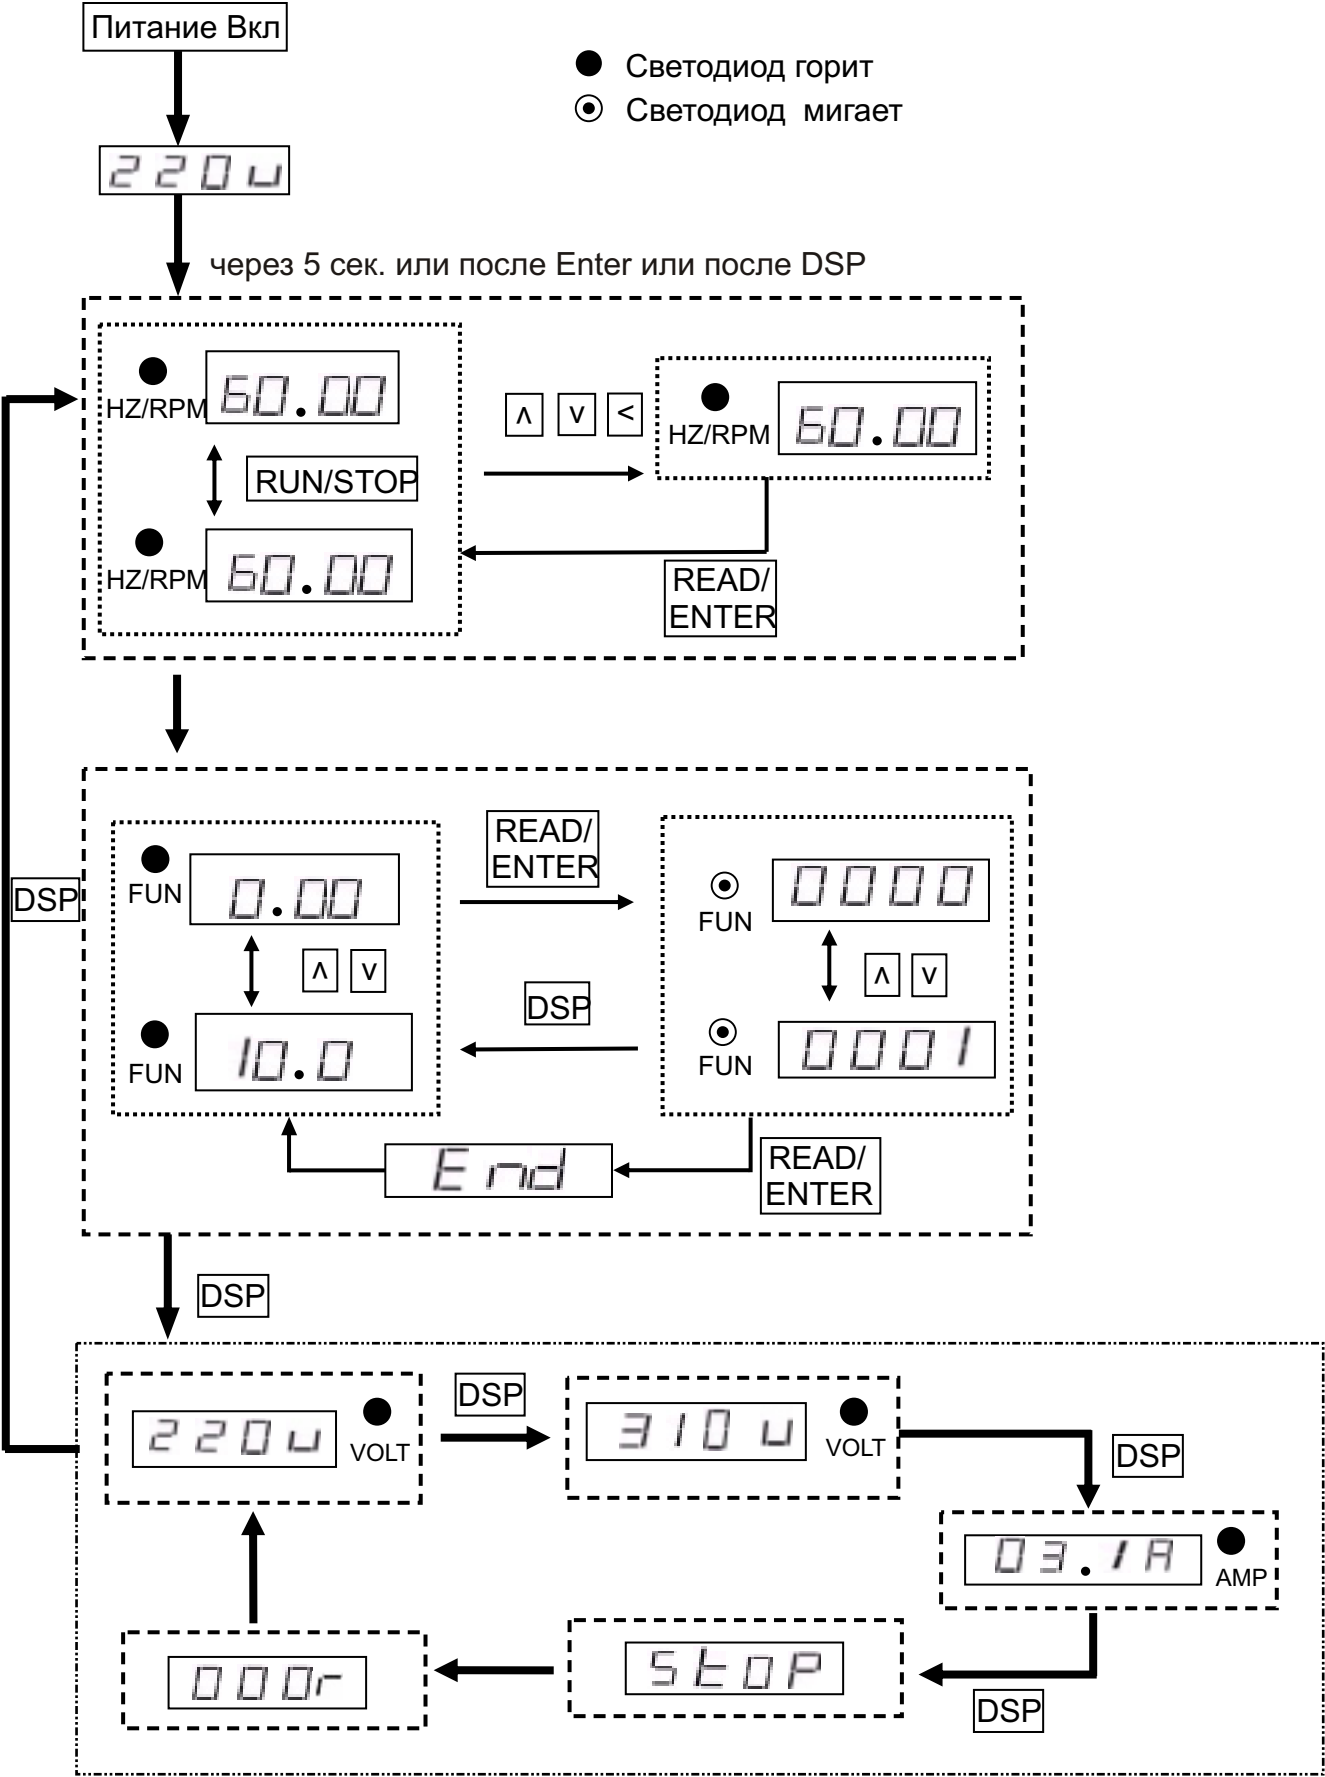 Питание Вкл
Светодиод горит
Светодиод мигает
220u
через 5 сек. или после Enter или после DSP
HZ/RPM 60.00
∧ ∨ <
HZ/RPM 60.00
RUN/STOP
HZ/RPM 60.00
READ/
ENTER
DSP
FUN 0.00
READ/
ENTER
FUN 0000
∧ ∨
DSP
∧ ∨
FUN 10.0
FUN 0001
End
READ/
ENTER
DSP
220u VOLT
DSP
310u VOLT
DSP
03.1A AMP
000r
StoP
DSP